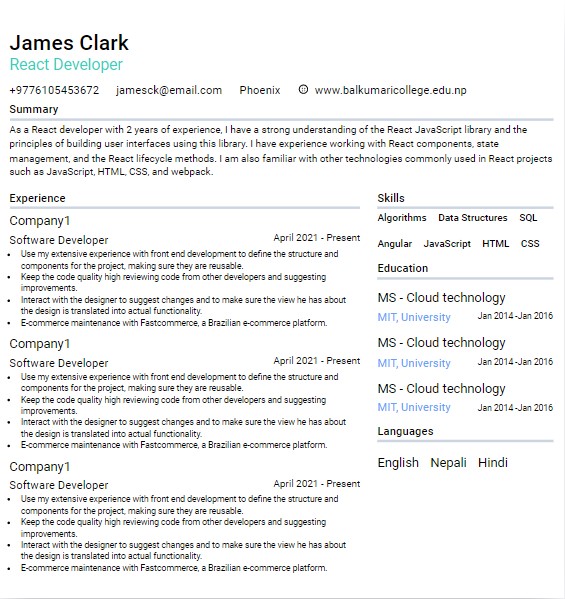 James Clark
React Developer
+9776105453672 jamesck@email.com Phoenix www.balkumaricollege.edu.np
Summary
As a React developer with 2 years of experience, I have a strong understanding of the React JavaScript library and the
principles of building user interfaces using this library. I have experience working with React components, state
management, and the React lifecycle methods. I am also familiar with other technologies commonly used in React projects
such as JavaScript, HTML, CSS, and webpack.
Experience
Company1
Software Developer April 2021 - Present
• Use my extensive experience with front end development to define the structure and
components for the project, making sure they are reusable.
• Keep the code quality high reviewing code from other developers and suggesting
improvements.
• Interact with the designer to suggest changes and to make sure the view he has about
the design is translated into actual functionality.
• E-commerce maintenance with Fastcommerce, a Brazilian e-commerce platform.
Company1
Software Developer April 2021 - Present
• Use my extensive experience with front end development to define the structure and
components for the project, making sure they are reusable.
• Keep the code quality high reviewing code from other developers and suggesting
improvements.
• Interact with the designer to suggest changes and to make sure the view he has about
the design is translated into actual functionality.
• E-commerce maintenance with Fastcommerce, a Brazilian e-commerce platform.
Company1
Software Developer April 2021 - Present
• Use my extensive experience with front end development to define the structure and
components for the project, making sure they are reusable.
• Keep the code quality high reviewing code from other developers and suggesting
improvements.
• Interact with the designer to suggest changes and to make sure the view he has about
the design is translated into actual functionality.
• E-commerce maintenance with Fastcommerce, a Brazilian e-commerce platform.
Skills
Algorithms Data Structures SQL
Angular JavaScript HTML CSS
Education
MS - Cloud technology
MIT, University Jan 2014-Jan 2016
MS - Cloud technology
MIT, University Jan 2014-Jan 2016
MS - Cloud technology
MIT, University Jan 2014-Jan 2016
Languages
English Nepali Hindi